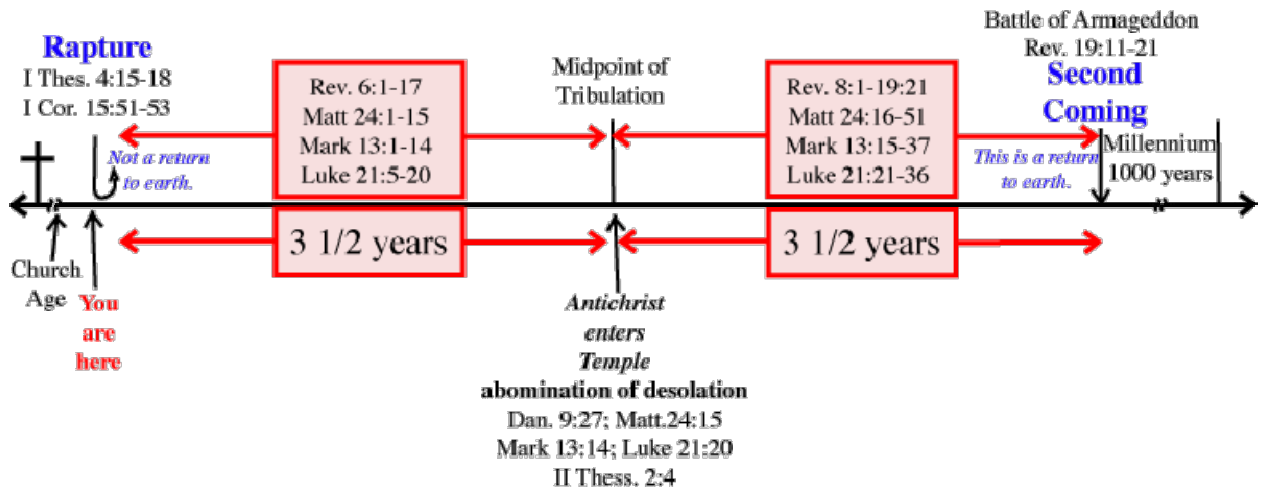 Rapture
I Thes. 4:15-18
I Cor. 15:51-53
Not a return
to earth.
Rev. 6:1-17
Matt 24:1-15
Mark 13:1-14
Luke 21:5-20
Midpoint of
Tribulation
Rev. 8:1-19:21
Matt 24:16-51
Mark 13:15-37
Luke 21:21-36
Battle of Armageddon
Rev. 19:11-21
Second
Coming
This is a return
to earth.
Millennium
1000 years
Church
Age
You
are
here
3 1/2 years
Antichrist
enters
Temple
abomination of desolation
Dan. 9:27; Matt.24:15
Mark 13:14; Luke 21:20
II Thess. 2:4
3 1/2 years